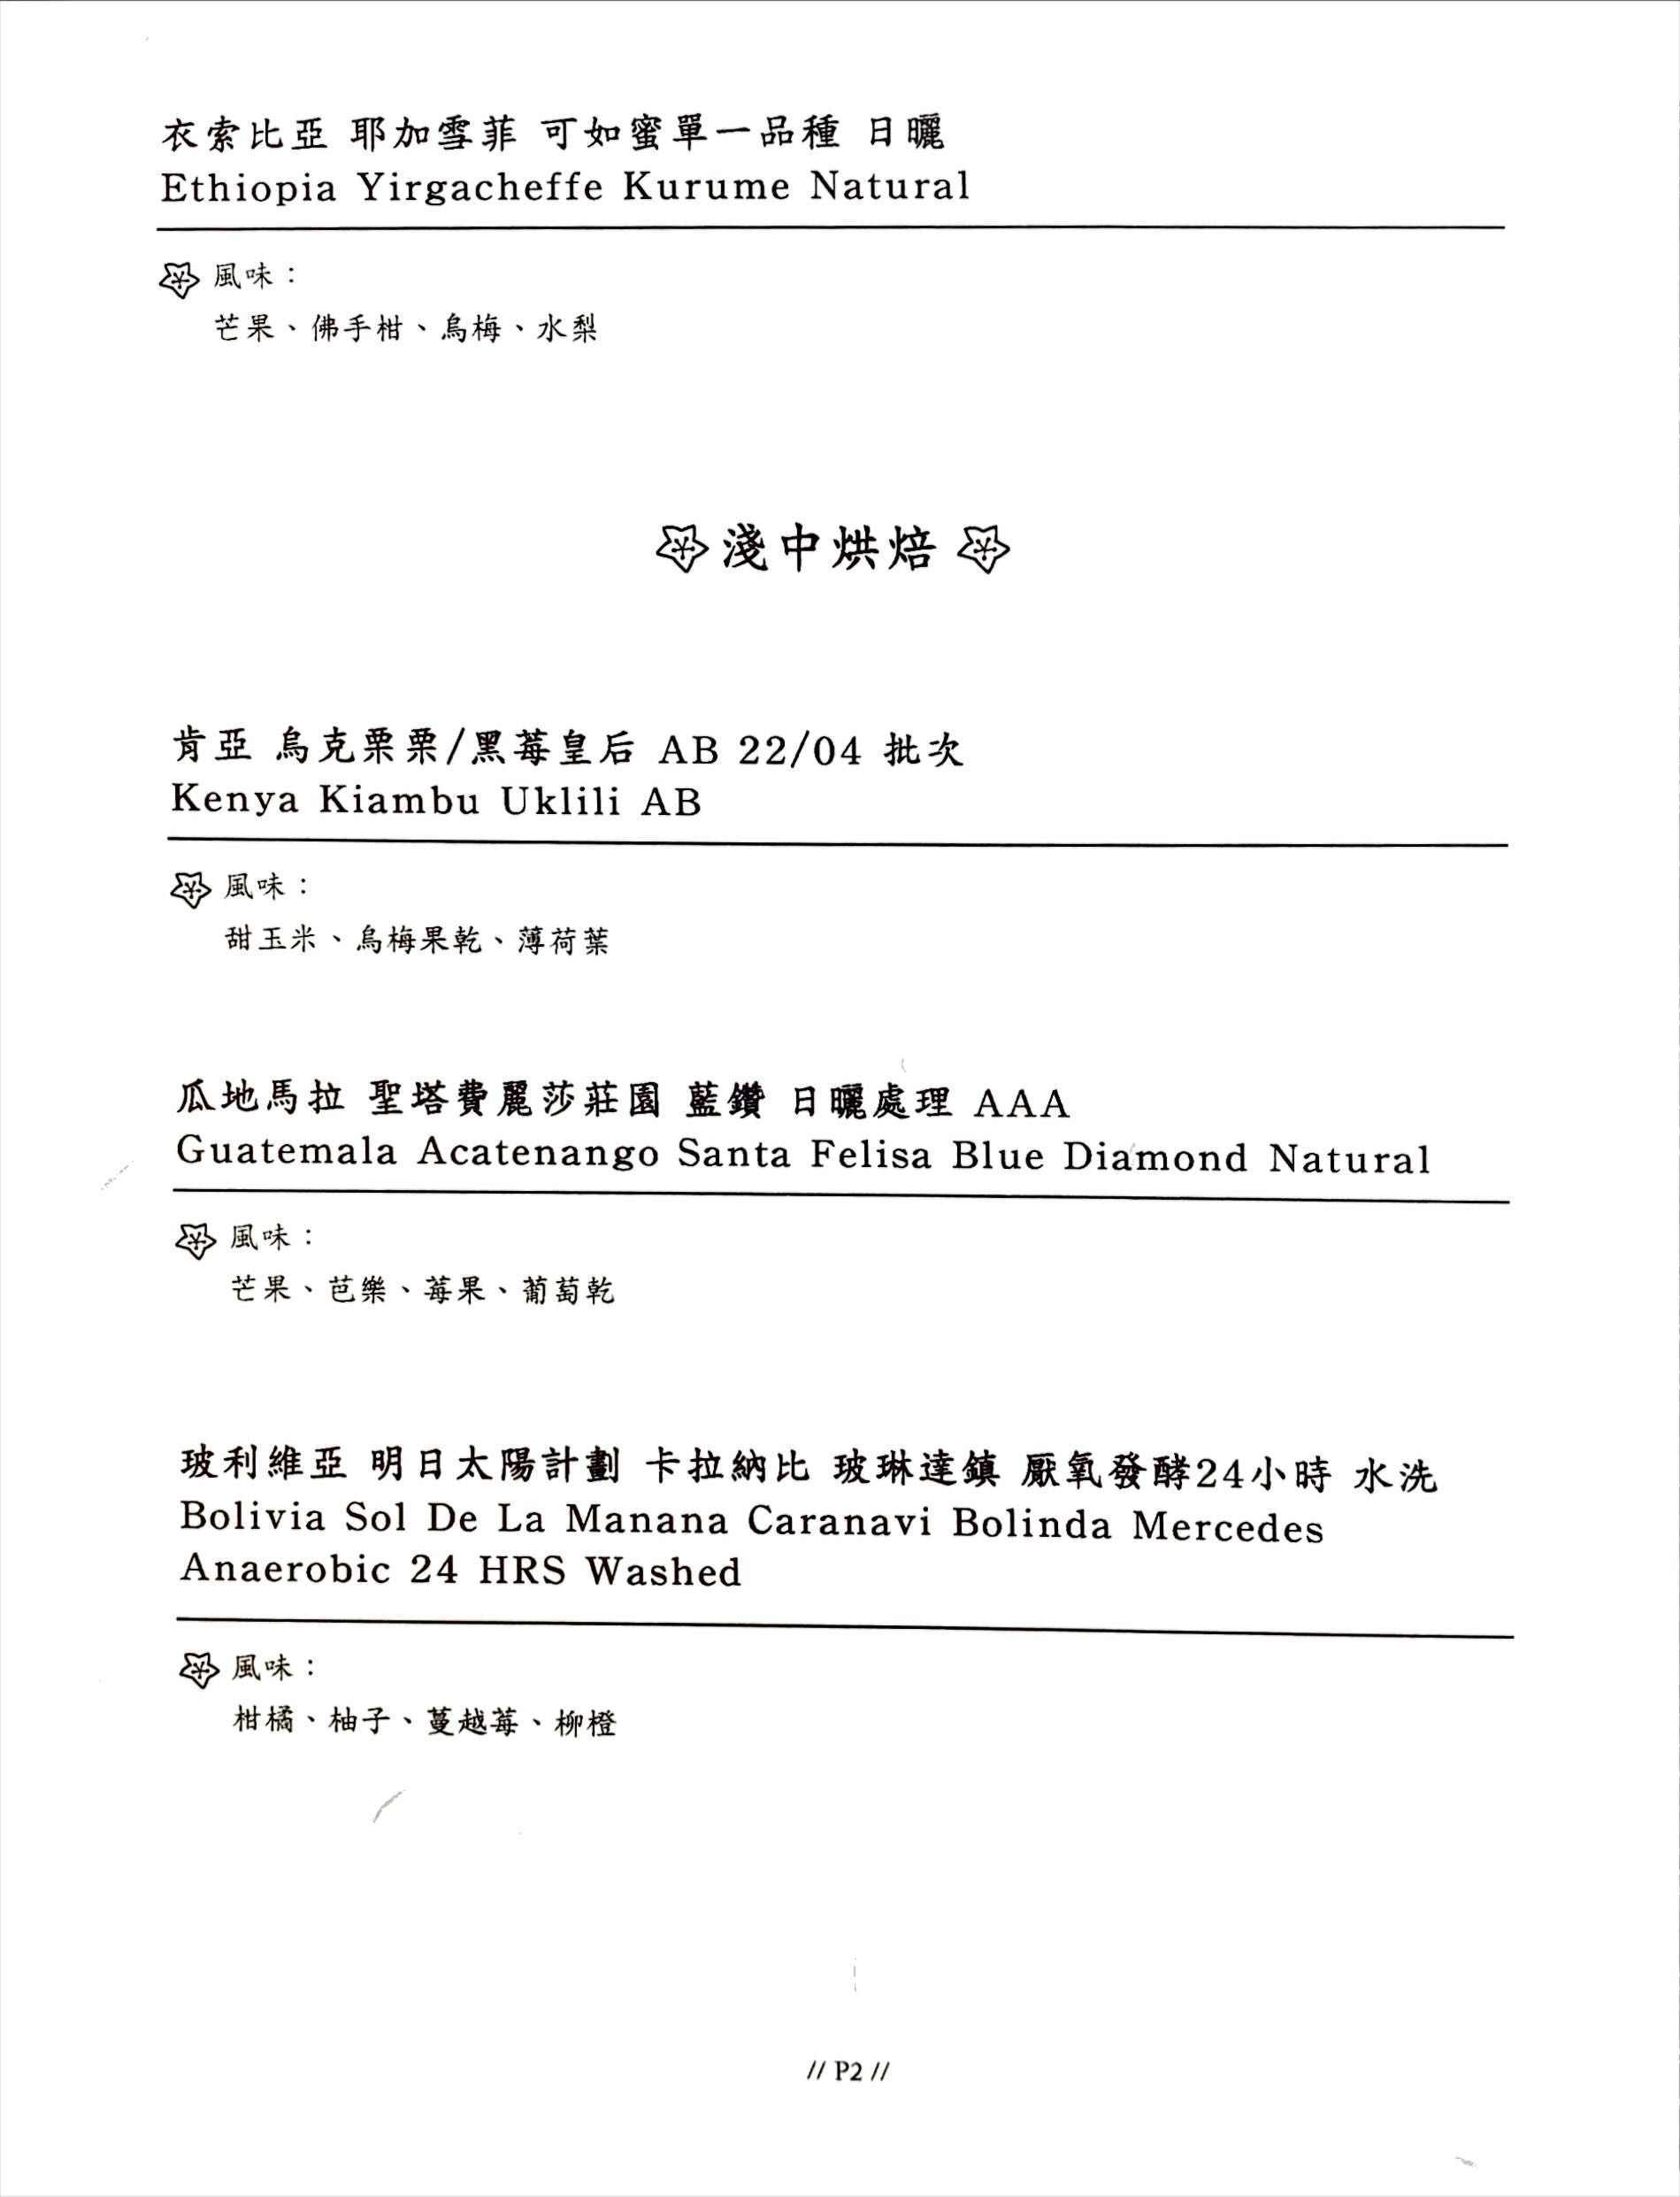 衣索比亞 耶加雪菲 可如蜜單一品種 日曬
Ethiopia Yirgacheffe Kurume Natural
風味：
芒果、佛手柑、烏梅、水梨
淺中烘焙
肯亞 烏克栗栗/黑莓皇后 AB 22/04 批次
Kenya Kiambu Uklili AB
風味：
甜玉米、烏梅果乾、薄荷葉
瓜地馬拉 聖塔費麗莎莊園 藍鑽 日曬處理 AAA
Guatemala Acatenango Santa Felisa Blue Diamond Natural
風味：
芒果、芭樂、莓果、葡萄乾
玻利維亞 明日太陽計劃 卡拉納比 玻琳達鎮 厭氧發酵24小時 水洗
Bolivia Sol De La Manana Caranavi Bolinda Mercedes
Anaerobic 24 HRS Washed
風味：
柑橘、柚子、蔓越莓、柳橙
// P2 //